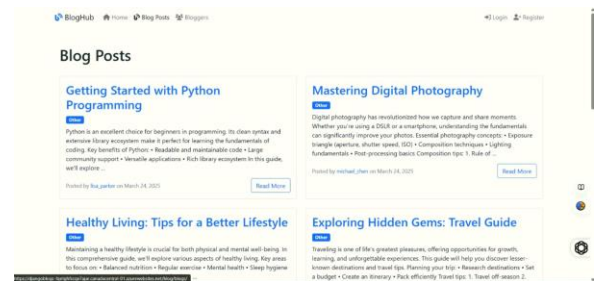 BlogHub Home Blog Posts Bloggers Login Register
Blog Posts
Getting Started with Python
Programming
Other
Python is an excellent choice for beginners in programming. Its clean syntax and
extensive library ecosystem make it perfect for learning the fundamentals of
coding. Key benefits of Python: • Readable and maintainable code • Large
community support • Versatile applications • Rich library ecosystem In this guide,
we'll explore ...
Posted by lisa_parker on March 24, 2025
Read More
Mastering Digital Photography
Other
Digital photography has revolutionized how we capture and share moments.
Whether you're using a DSLR or a smartphone, understanding the fundamentals
can significantly improve your photos. Essential photography concepts: • Exposure
triangle (aperture, shutter speed, ISO) • Composition techniques • Lighting
fundamentals • Post-processing basics Composition tips: 1. Rule of ...
Posted by michael_chen on March 24, 2025
Read More
Healthy Living: Tips for a Better Lifestyle
Other
Maintaining a healthy lifestyle is crucial for both physical and mental well-being. In
this comprehensive guide, we'll explore various aspects of healthy living. Key areas
to focus on: • Balanced nutrition • Regular exercise • Mental health • Sleep hygiene
Exploring Hidden Gems: Travel Guide
Other
Traveling is one of life's greatest pleasures, offering opportunities for growth,
learning, and unforgettable experiences. This guide will help you discover lesser-
known destinations and travel tips. Planning your trip: • Research destinations • Set
a budget • Create an itinerary • Pack efficiently Travel tips: 1. Travel off-season 2.